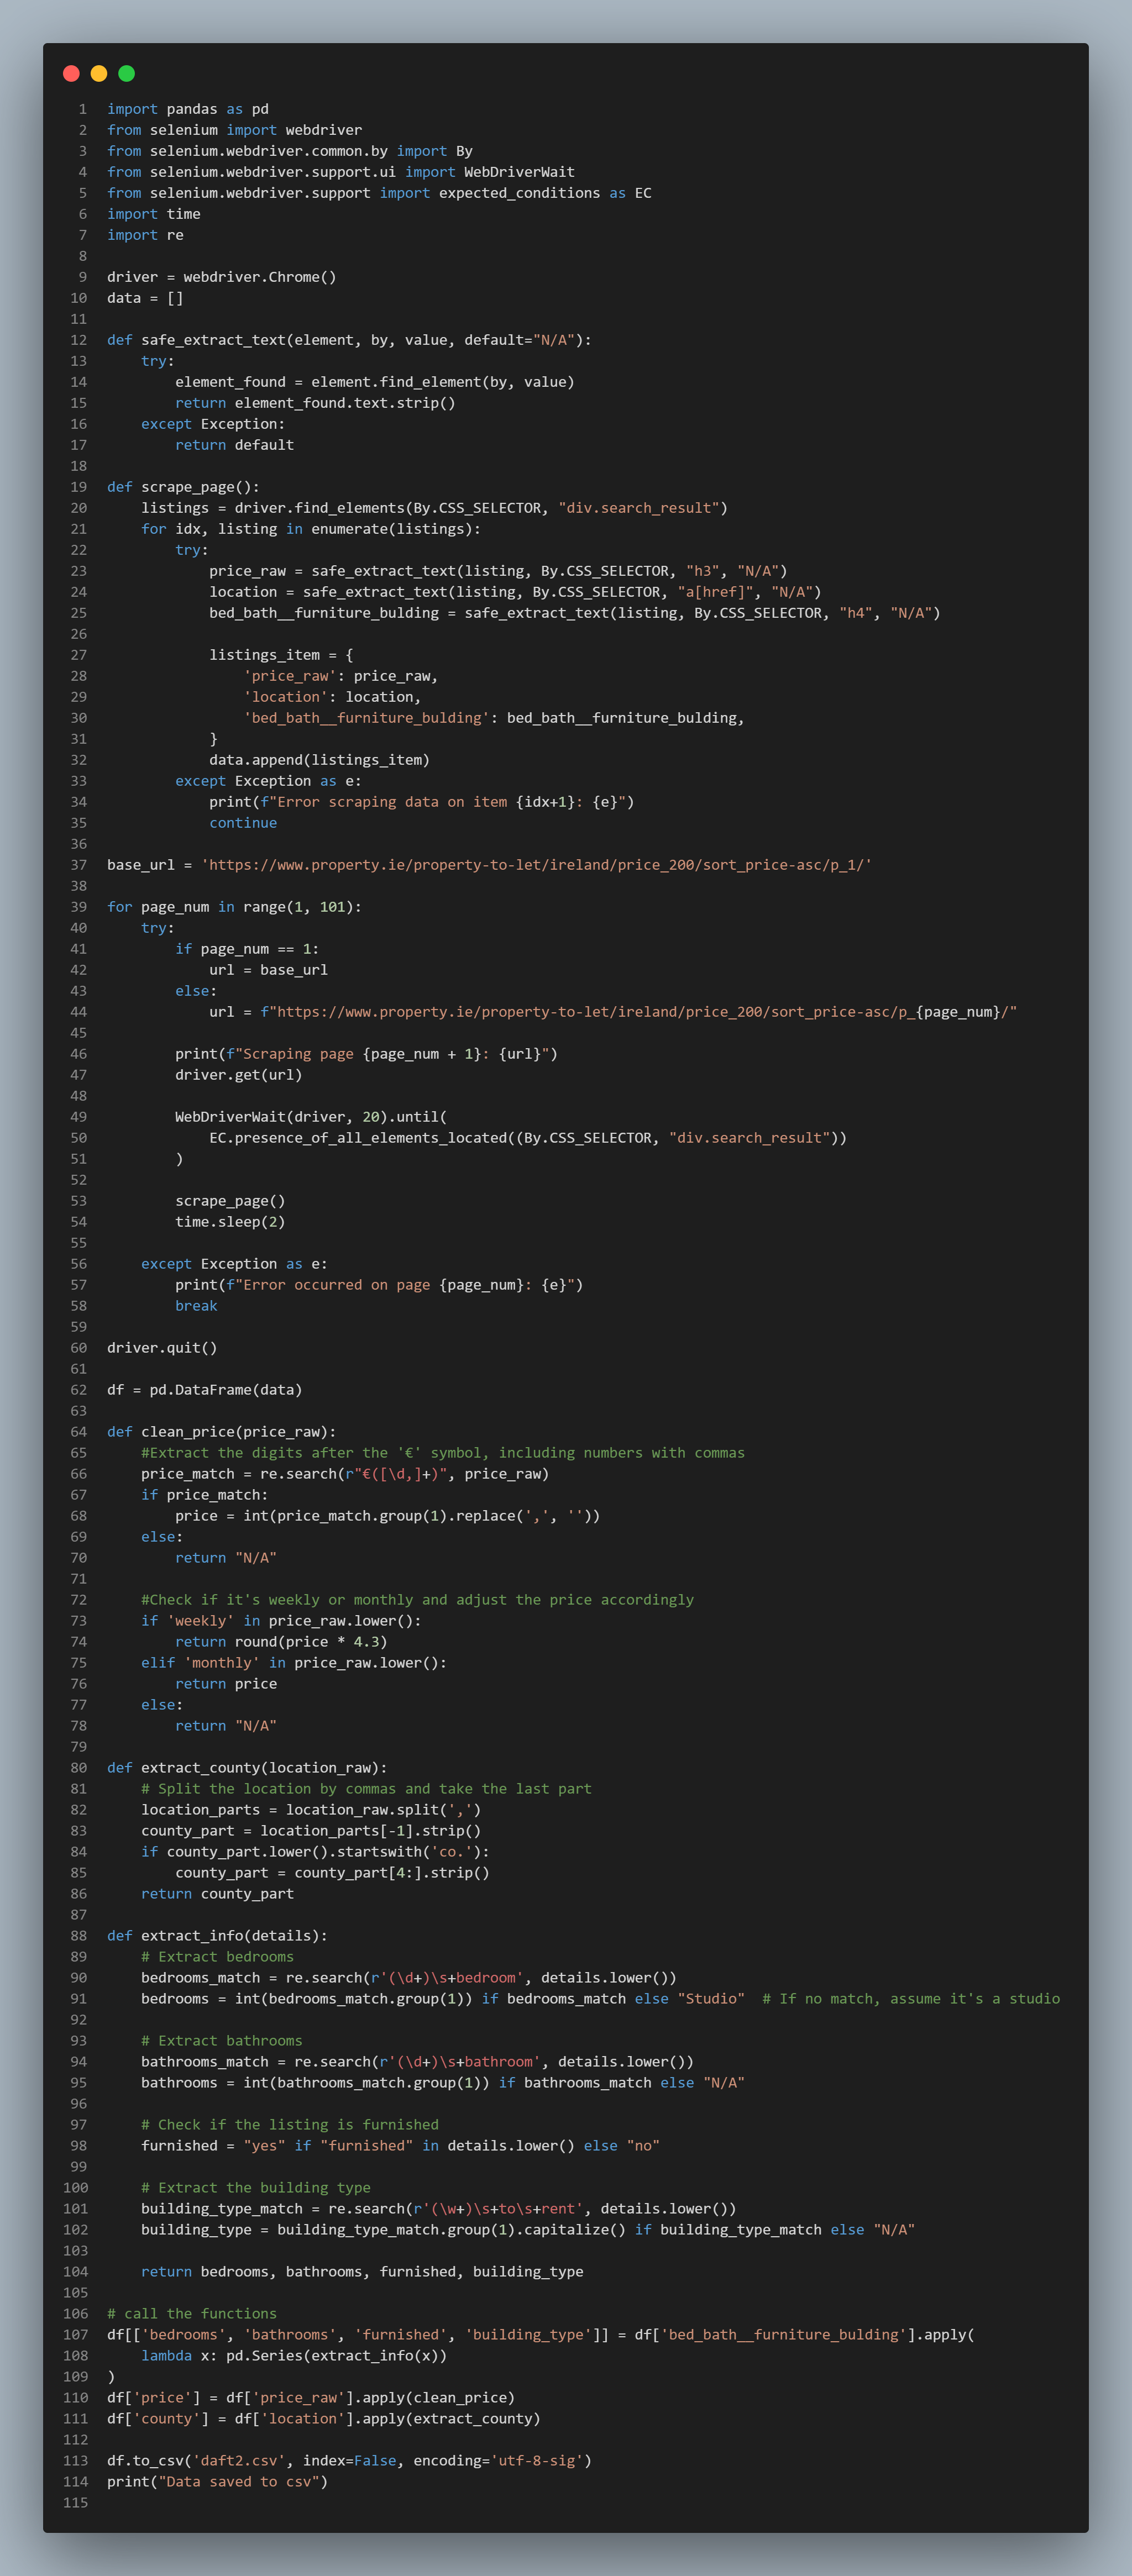 1 import pandas as pd
2 from selenium import webdriver
3 from selenium.webdriver.common.by import By
4 from selenium.webdriver.support.ui import WebDriverWait
5 from selenium.webdriver.support import expected_conditions as EC
6 import time
7 import re
8
9 driver = webdriver.Chrome()
10 data = []
11
12 def safe_extract_text(element, by, value, default="N/A"):
13     try:
14         element_found = element.find_element(by, value)
15         return element_found.text.strip()
16     except Exception:
17         return default
18
19 def scrape_page():
20     listings = driver.find_elements(By.CSS_SELECTOR, "div.search_result")
21     for idx, listing in enumerate(listings):
22         try:
23             price_raw = safe_extract_text(listing, By.CSS_SELECTOR, "h3", "N/A")
24             location = safe_extract_text(listing, By.CSS_SELECTOR, "a[href]", "N/A")
25             bed_bath__furniture_bulding = safe_extract_text(listing, By.CSS_SELECTOR, "h4", "N/A")
26
27             listings_item = {
28                 'price_raw': price_raw,
29                 'location': location,
30                 'bed_bath__furniture_bulding': bed_bath__furniture_bulding,
31             }
32             data.append(listings_item)
33         except Exception as e:
34             print(f"Error scraping data on item {idx+1}: {e}")
35             continue
36
37 base_url = 'https://www.property.ie/property-to-let/ireland/price_200/sort_price-asc/p_1/'
38
39 for page_num in range(1, 101):
40     try:
41         if page_num == 1:
42             url = base_url
43         else:
44             url = f"https://www.property.ie/property-to-let/ireland/price_200/sort_price-asc/p_{page_num}/"
45
46         print(f"Scraping page {page_num + 1}: {url}")
47         driver.get(url)
48
49         WebDriverWait(driver, 20).until(
50             EC.presence_of_all_elements_located((By.CSS_SELECTOR, "div.search_result"))
51         )
52
53         scrape_page()
54         time.sleep(2)
55
56     except Exception as e:
57         print(f"Error occurred on page {page_num}: {e}")
58         break
59
60 driver.quit()
61
62 df = pd.DataFrame(data)
63
64 def clean_price(price_raw):
65     #Extract the digits after the '€' symbol, including numbers with commas
66     price_match = re.search(r"€([\d,]+)", price_raw)
67     if price_match:
68         price = int(price_match.group(1).replace(',', ''))
69     else:
70         return "N/A"
71
72     #Check if it's weekly or monthly and adjust the price accordingly
73     if 'weekly' in price_raw.lower():
74         return round(price * 4.3)
75     elif 'monthly' in price_raw.lower():
76         return price
77     else:
78         return "N/A"
79
80 def extract_county(location_raw):
81     # Split the location by commas and take the last part
82     location_parts = location_raw.split(',')
83     county_part = location_parts[-1].strip()
84     if county_part.lower().startswith('co.'):
85         county_part = county_part[4:].strip()
86     return county_part
87
88 def extract_info(details):
89     # Extract bedrooms
90     bedrooms_match = re.search(r'(\d+)\s+bedroom', details.lower())
91     bedrooms = int(bedrooms_match.group(1)) if bedrooms_match else "Studio"  # If no match, assume it's a studio
92
93     # Extract bathrooms
94     bathrooms_match = re.search(r'(\d+)\s+bathroom', details.lower())
95     bathrooms = int(bathrooms_match.group(1)) if bathrooms_match else "N/A"
96
97     # Check if the listing is furnished
98     furnished = "yes" if "furnished" in details.lower() else "no"
99
100     # Extract the building type
101     building_type_match = re.search(r'(\w+)\s+to\s+rent', details.lower())
102     building_type = building_type_match.group(1).capitalize() if building_type_match else "N/A"
103
104     return bedrooms, bathrooms, furnished, building_type
105
106 # call the functions
107 df[['bedrooms', 'bathrooms', 'furnished', 'building_type']] = df['bed_bath__furniture_bulding'].apply(
108     lambda x: pd.Series(extract_info(x))
109 )
110 df['price'] = df['price_raw'].apply(clean_price)
111 df['county'] = df['location'].apply(extract_county)
112
113 df.to_csv('daft2.csv', index=False, encoding='utf-8-sig')
114 print("Data saved to csv")
115